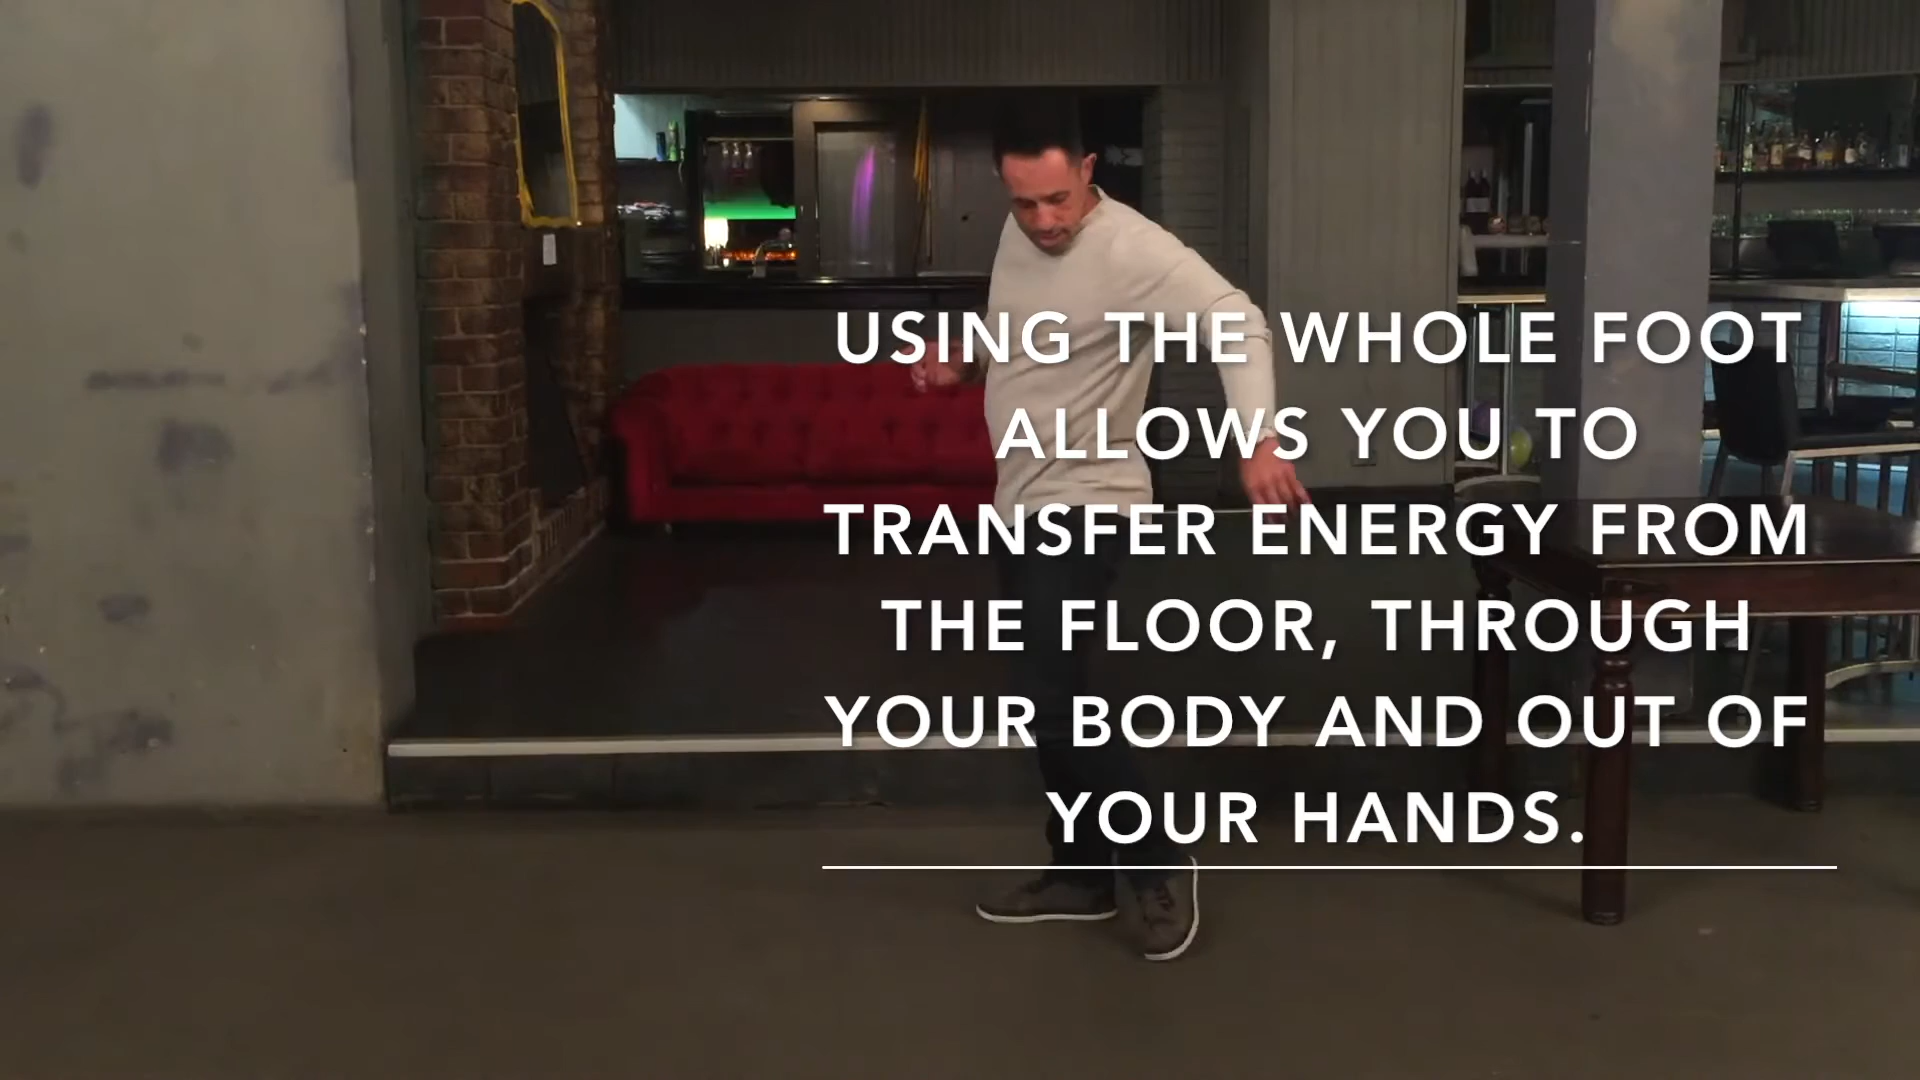 USING THE WHOLE FOOT
ALLOWS YOU TO
TRANSFER ENERGY FROM
THE FLOOR, THROUGH
YOUR BODY AND OUT OF
YOUR HANDS.